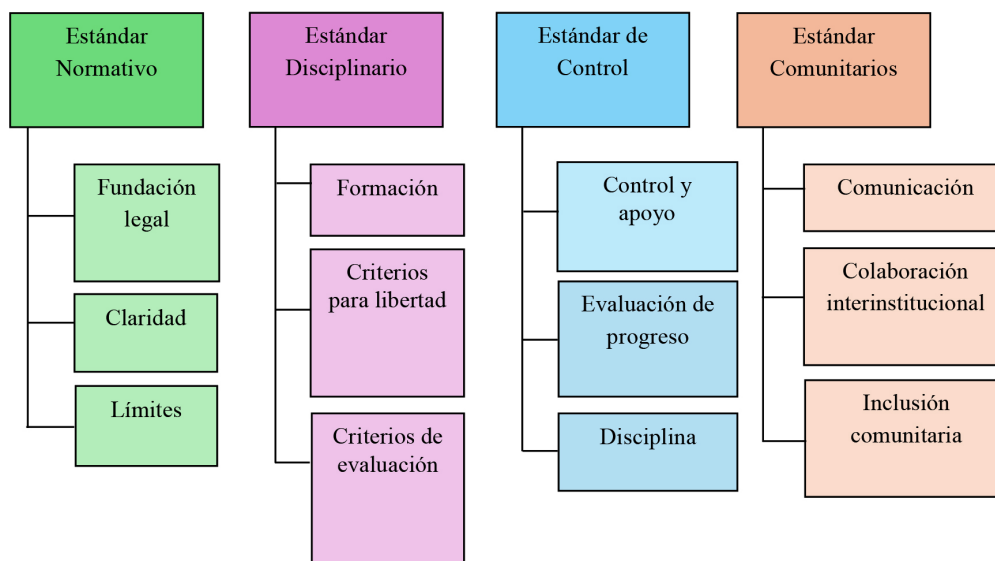 Estándar
Normativo
Fundación
legal
Claridad
Límites
Estándar
Disciplinario
Formación
Criterios
para libertad
Criterios de
evaluación
Estándar de
Control
Control y
apoyo
Evaluación de
progreso
Disciplina
Estándar
Comunitarios
Comunicación
Colaboración
interinstitucional
Inclusión
comunitaria